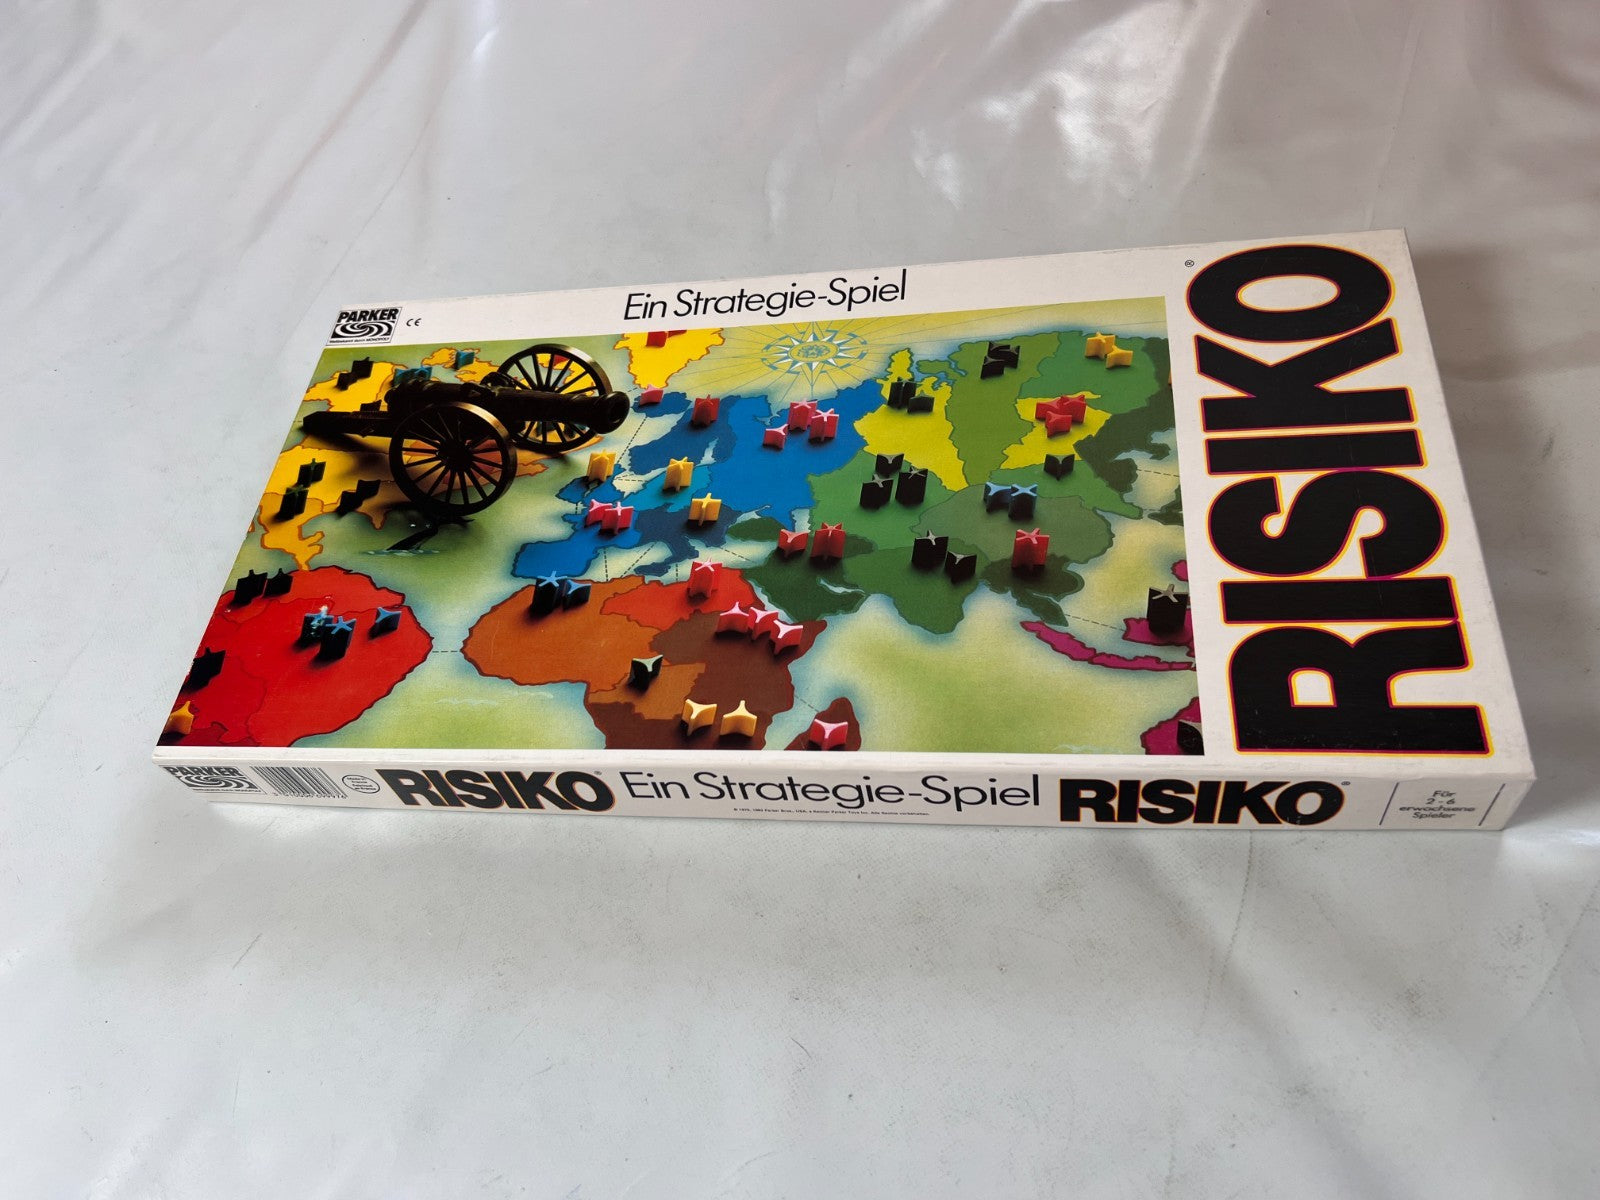 PARKER
CE
Ein Strategie-Spiel
RISIKO
®
PARKER
RISIKO®
Ein Strategie-Spiel
RISIKO®
Für
2-6
erwachsene
Spieler